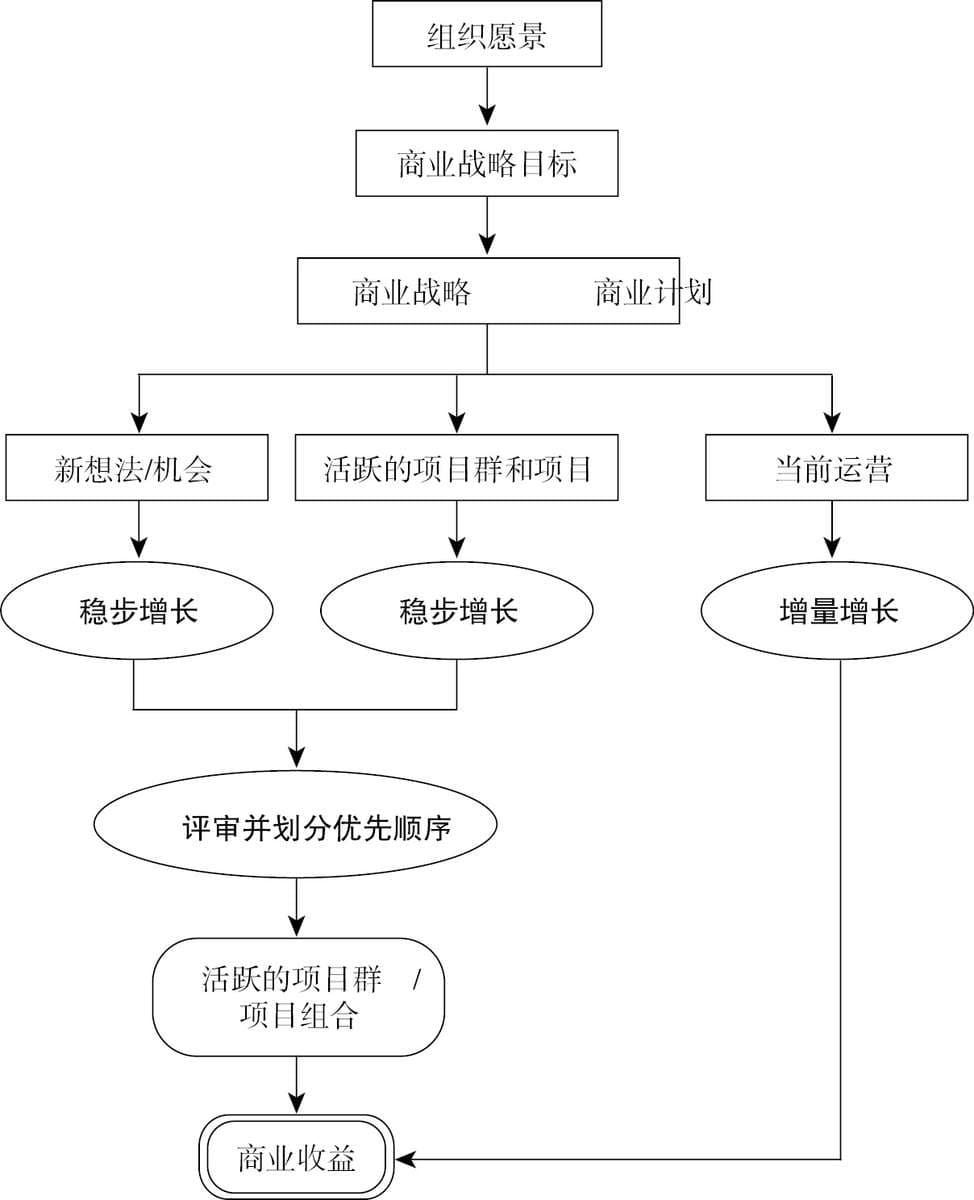 组织愿景
商业战略目标
商业战略 商业计划
新想法/机会 活跃的项目群和项目 当前运营
稳步增长 稳步增长 增量增长
评审并划分优先顺序
活跃的项目群 /
项目组合
商业收益